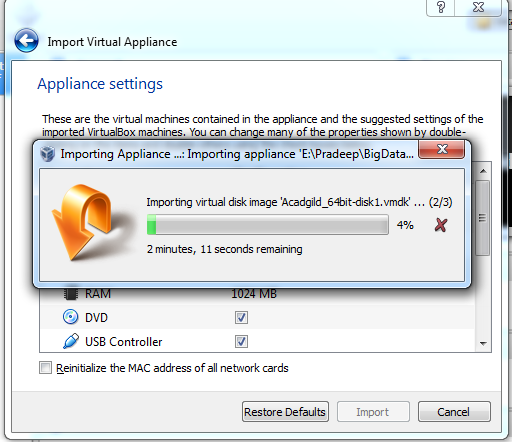 Import Virtual Appliance
Appliance settings
These are the virtual machines contained in the appliance and the suggested settings of the
imported VirtualBox machines. You can change many of the properties shown by double-
Importing Appliance ...: Importing appliance 'E:\Pradeep\BigData...
Importing virtual disk image 'Acadgild_64bit-disk1.vmdk' ... (2/3)
4%
2 minutes, 11 seconds remaining
RAM 1024 MB
DVD
USB Controller
Reinitialize the MAC address of all network cards
Restore Defaults Import Cancel